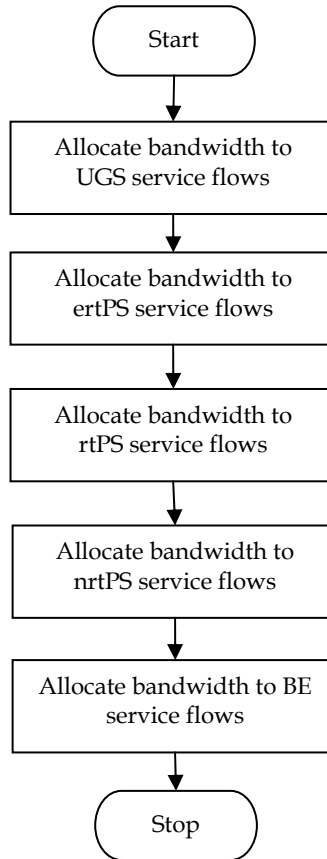 Start
Allocate bandwidth to
UGS service flows
Allocate bandwidth to
ertPS service flows
Allocate bandwidth to
rtPS service flows
Allocate bandwidth to
nrtPS service flows
Allocate bandwidth to BE
service flows
Stop